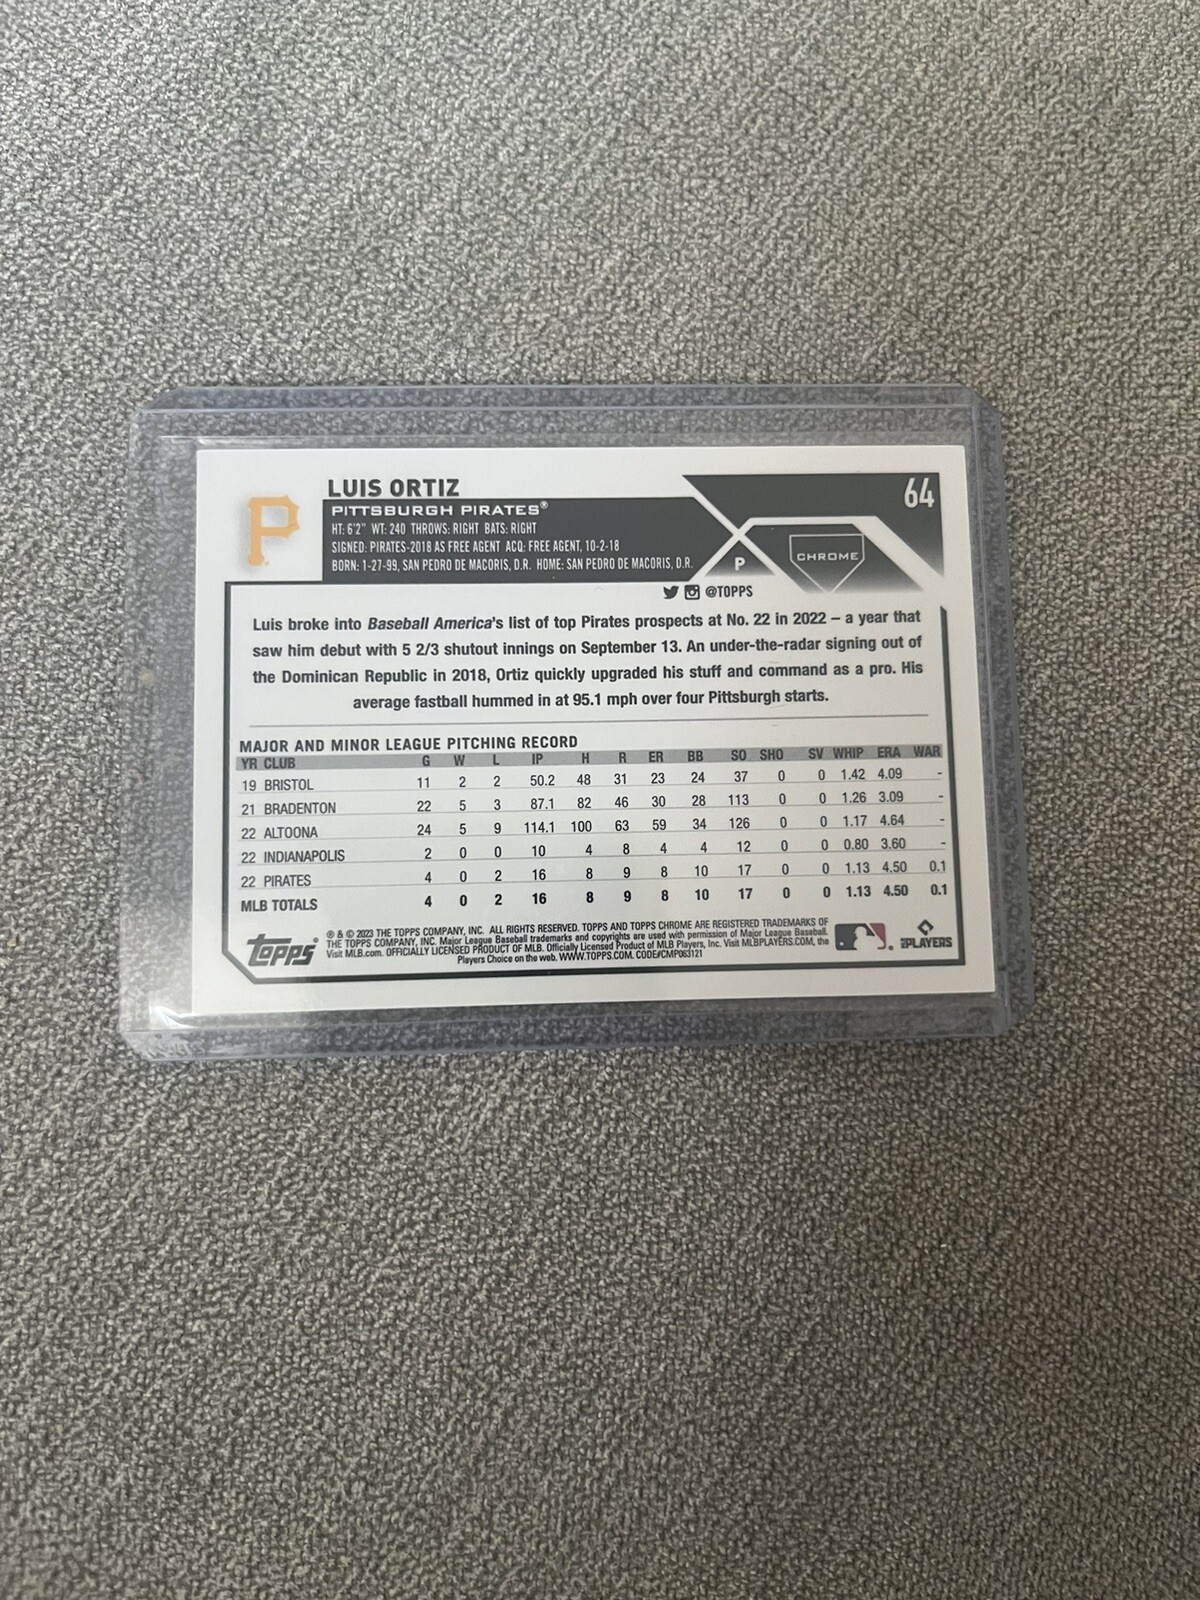 LUIS ORTIZ
64
P
PITTSBURGH PIRATES®
HT: 6'2" WT: 240 THROWS: RIGHT BATS: RIGHT
SIGNED: PIRATES-2018 AS FREE AGENT ACQ: FREE AGENT, 10-2-18
BORN: 1-27-99, SAN PEDRO DE MACORIS, D.R. HOME: SAN PEDRO DE MACORIS, D.R.
P
CHROME
@TOPPS
Luis broke into Baseball America's list of top Pirates prospects at No. 22 in 2022 – a year that
saw him debut with 5 2/3 shutout innings on September 13. An under-the-radar signing out of
the Dominican Republic in 2018, Ortiz quickly upgraded his stuff and command as a pro. His
average fastball hummed in at 95.1 mph over four Pittsburgh starts.
MAJOR AND MINOR LEAGUE PITCHING RECORD
YR CLUB G W L IP H R ER BB SO SHO SV WHIP ERA WAR
19 BRISTOL 11 2 2 50.2 48 31 23 24 37 0 0 1.42 4.09 -
21 BRADENTON 22 5 3 87.1 82 46 30 28 113 0 0 1.26 3.09 -
22 ALTOONA 24 5 9 114.1 100 63 59 34 126 0 0 1.17 4.64 -
22 INDIANAPOLIS 2 0 0 10 4 8 4 4 12 0 0 0.80 3.60 -
22 PIRATES 4 0 2 16 8 9 8 10 17 0 0 1.13 4.50 0.1
MLB TOTALS 4 0 2 16 8 9 8 10 17 0 0 1.13 4.50 0.1
Topps
® & © 2023 THE TOPPS COMPANY, INC. ALL RIGHTS RESERVED. TOPPS AND TOPPS CHROME ARE REGISTERED TRADEMARKS OF
THE TOPPS COMPANY, INC. Major League Baseball trademarks and copyrights are used with permission of Major League Baseball.
Visit MLB.com. OFFICIALLY LICENSED PRODUCT OF MLB. Officially Licensed Product of MLB Players, Inc. Visit MLBPLAYERS.COM, the
Players Choice on the web. WWW.TOPPS.COM. CODE#CMP063121
PLAYERS